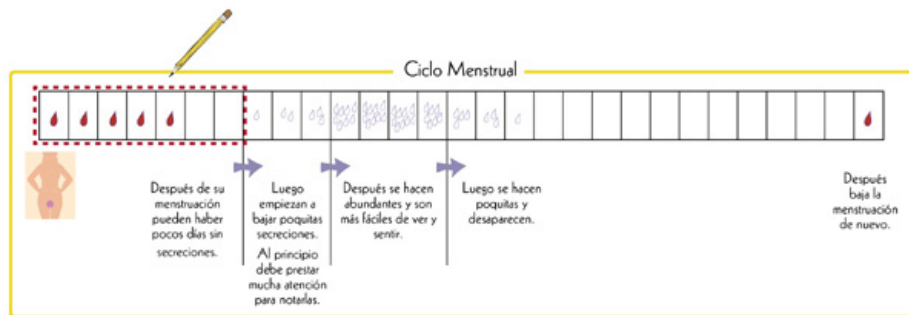 Ciclo Menstrual
Después de su
menstruación
pueden haber
pocos días sin
secreciones.
Luego
empiezan a
bajar poquitas
secreciones.
Al principio
debe prestar
mucha atención
para notarlas.
Después se hacen
abundantes y son
más fáciles de ver y
sentir.
Luego se hacen
poquitas y
desaparecen.
Después
baja la
menstruación
de nuevo.